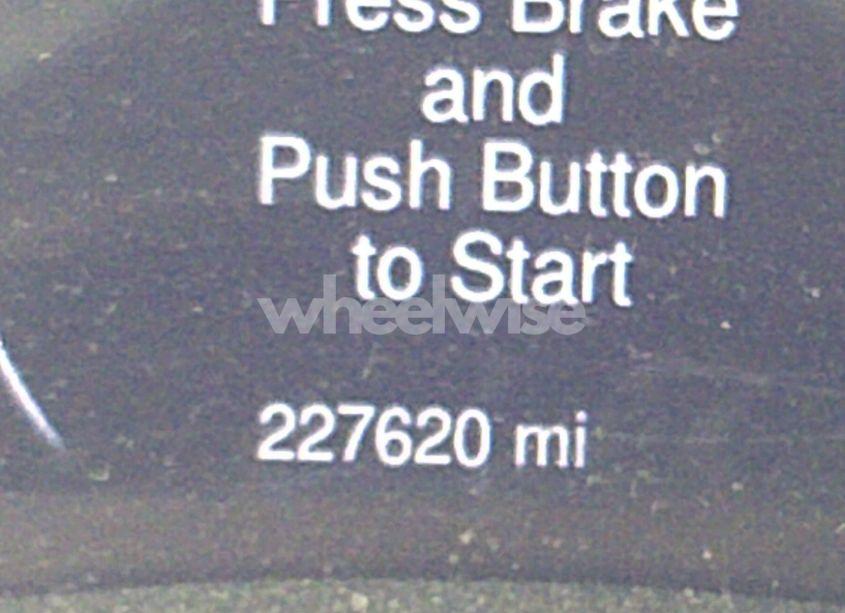 Press Brake
and
Push Button
to Start
wheelwise
227620 mi